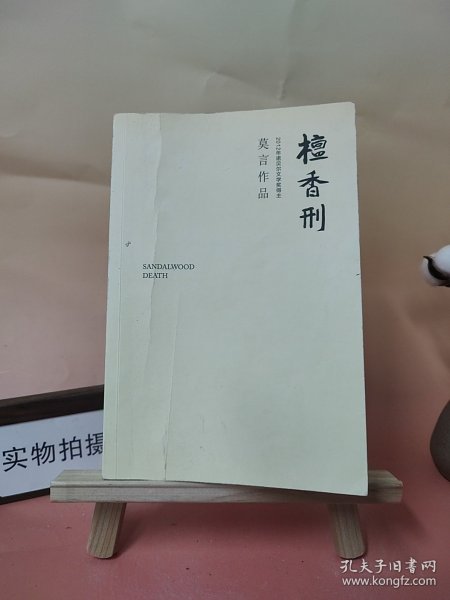 檀香刑
2012年诺贝尔文学奖得主
莫言作品
SANDALWOOD
DEATH
实物拍摄
孔夫子旧书网
www.kongfz.com